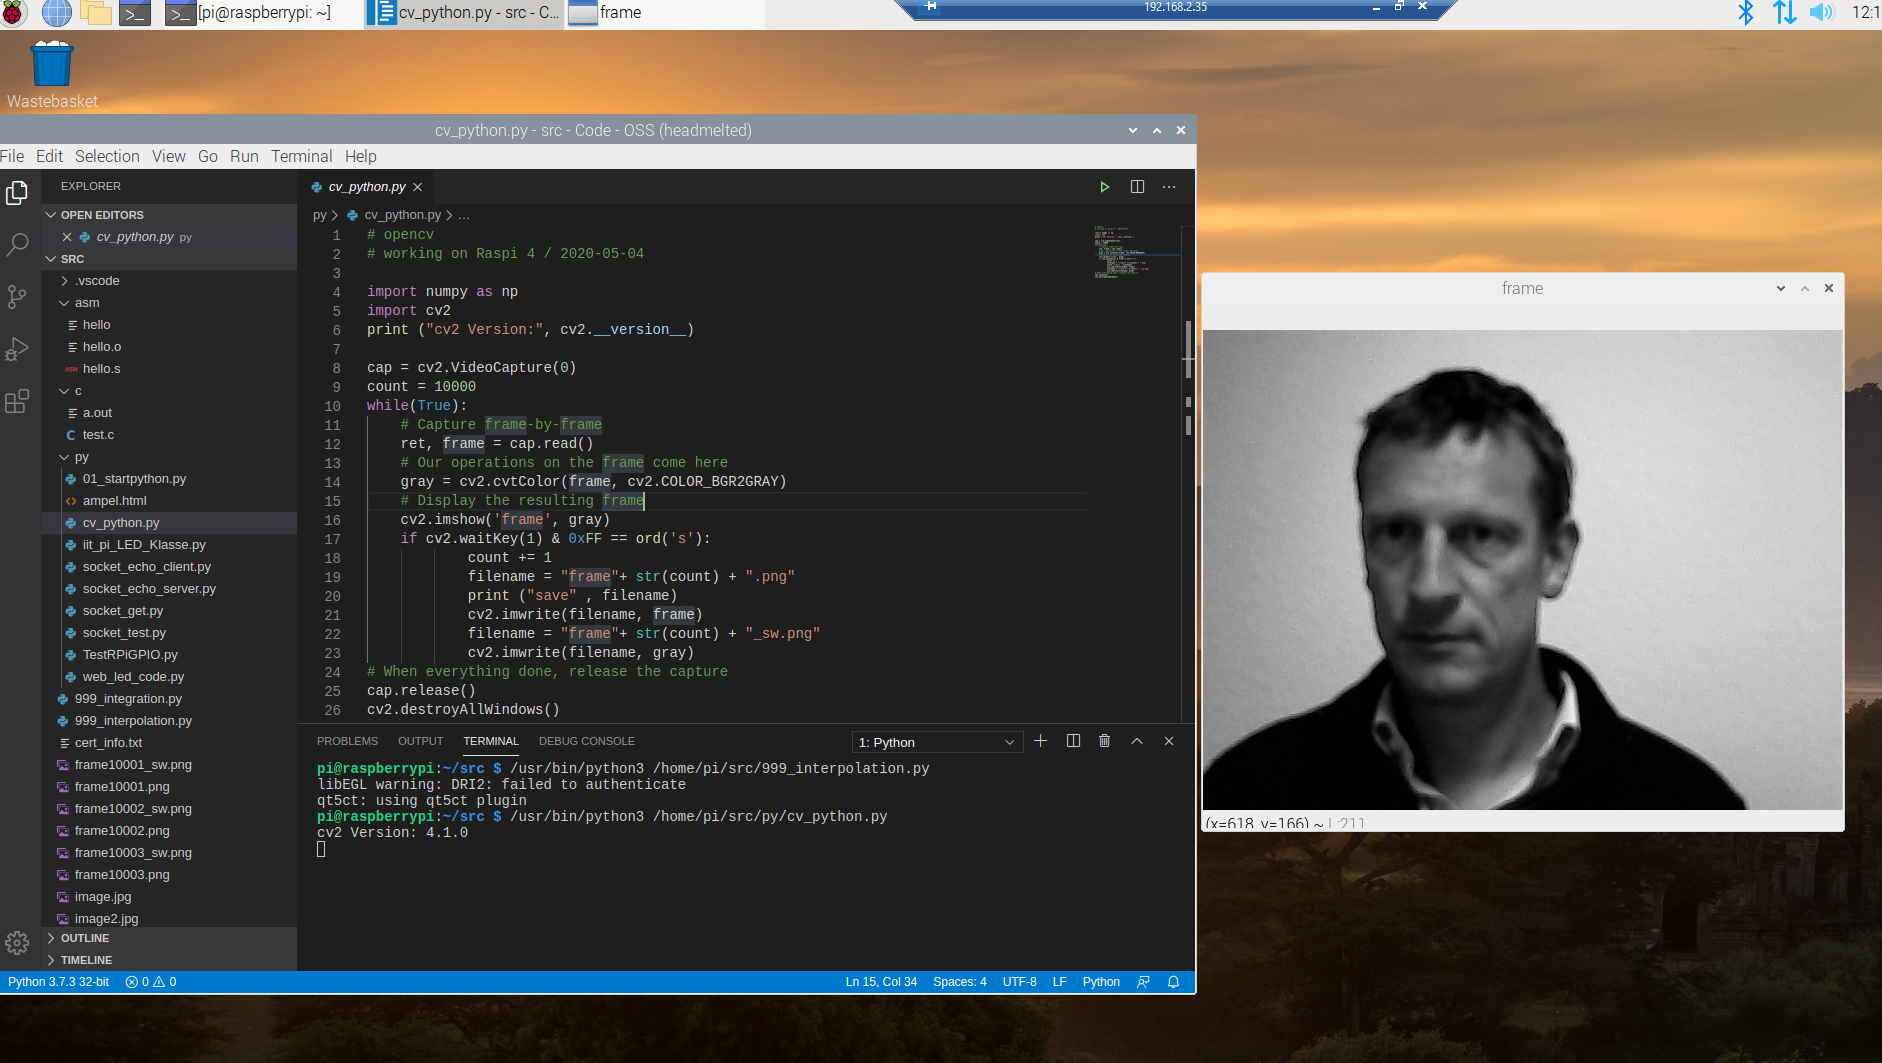 [pi@raspberrypi: ~]
cv_python.py - src - C...
frame
192.168.2.35
12:1
Wastebasket
cv_python.py - src - Code - OSS (headmelted)
File Edit Selection View Go Run Terminal Help
EXPLORER
OPEN EDITORS
cv_python.py py
SRC
.vscode
asm
hello
hello.o
ASM hello.s
c
a.out
C test.c
py
01_startpython.py
ampel.html
cv_python.py
iit_pi_LED_Klasse.py
socket_echo_client.py
socket_echo_server.py
socket_get.py
socket_test.py
TestRPiGPIO.py
web_led_code.py
999_integration.py
999_interpolation.py
cert_info.txt
frame10001_sw.png
frame10001.png
frame10002_sw.png
frame10002.png
frame10003_sw.png
frame10003.png
image.jpg
image2.jpg
OUTLINE
TIMELINE
cv_python.py
py > cv_python.py > ...
1 # opencv
2 # working on Raspi 4 / 2020-05-04
3
4 import numpy as np
5 import cv2
6 print ("cv2 Version:", cv2.__version__)
7
8 cap = cv2.VideoCapture(0)
9 count = 10000
10 while(True):
11 # Capture frame-by-frame
12 ret, frame = cap.read()
13 # Our operations on the frame come here
14 gray = cv2.cvtColor(frame, cv2.COLOR_BGR2GRAY)
15 # Display the resulting frame
16 cv2.imshow('frame', gray)
17 if cv2.waitKey(1) & 0xFF == ord('s'):
18 count += 1
19 filename = "frame"+ str(count) + ".png"
20 print ("save" , filename)
21 cv2.imwrite(filename, frame)
22 filename = "frame"+ str(count) + "_sw.png"
23 cv2.imwrite(filename, gray)
24 # When everything done, release the capture
25 cap.release()
26 cv2.destroyAllWindows()
PROBLEMS OUTPUT TERMINAL DEBUG CONSOLE
1: Python
pi@raspberrypi:~/src $ /usr/bin/python3 /home/pi/src/999_interpolation.py
libEGL warning: DRI2: failed to authenticate
qt5ct: using qt5ct plugin
pi@raspberrypi:~/src $ /usr/bin/python3 /home/pi/src/py/cv_python.py
cv2 Version: 4.1.0
Python 3.7.3 32-bit 0 0
Ln 15, Col 34 Spaces: 4 UTF-8 LF Python
frame
(x=618, y=166) ~ L:211